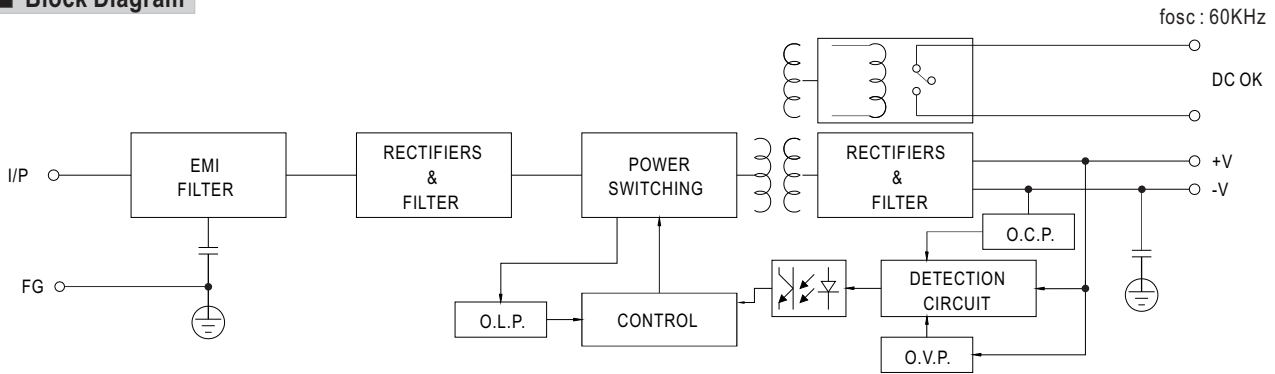 ■ Block Diagram
fosc : 60KHz
DC OK
I/P
EMI
FILTER
RECTIFIERS
&
FILTER
POWER
SWITCHING
RECTIFIERS
&
FILTER
+V
-V
O.C.P.
FG
O.L.P.
CONTROL
DETECTION
CIRCUIT
O.V.P.